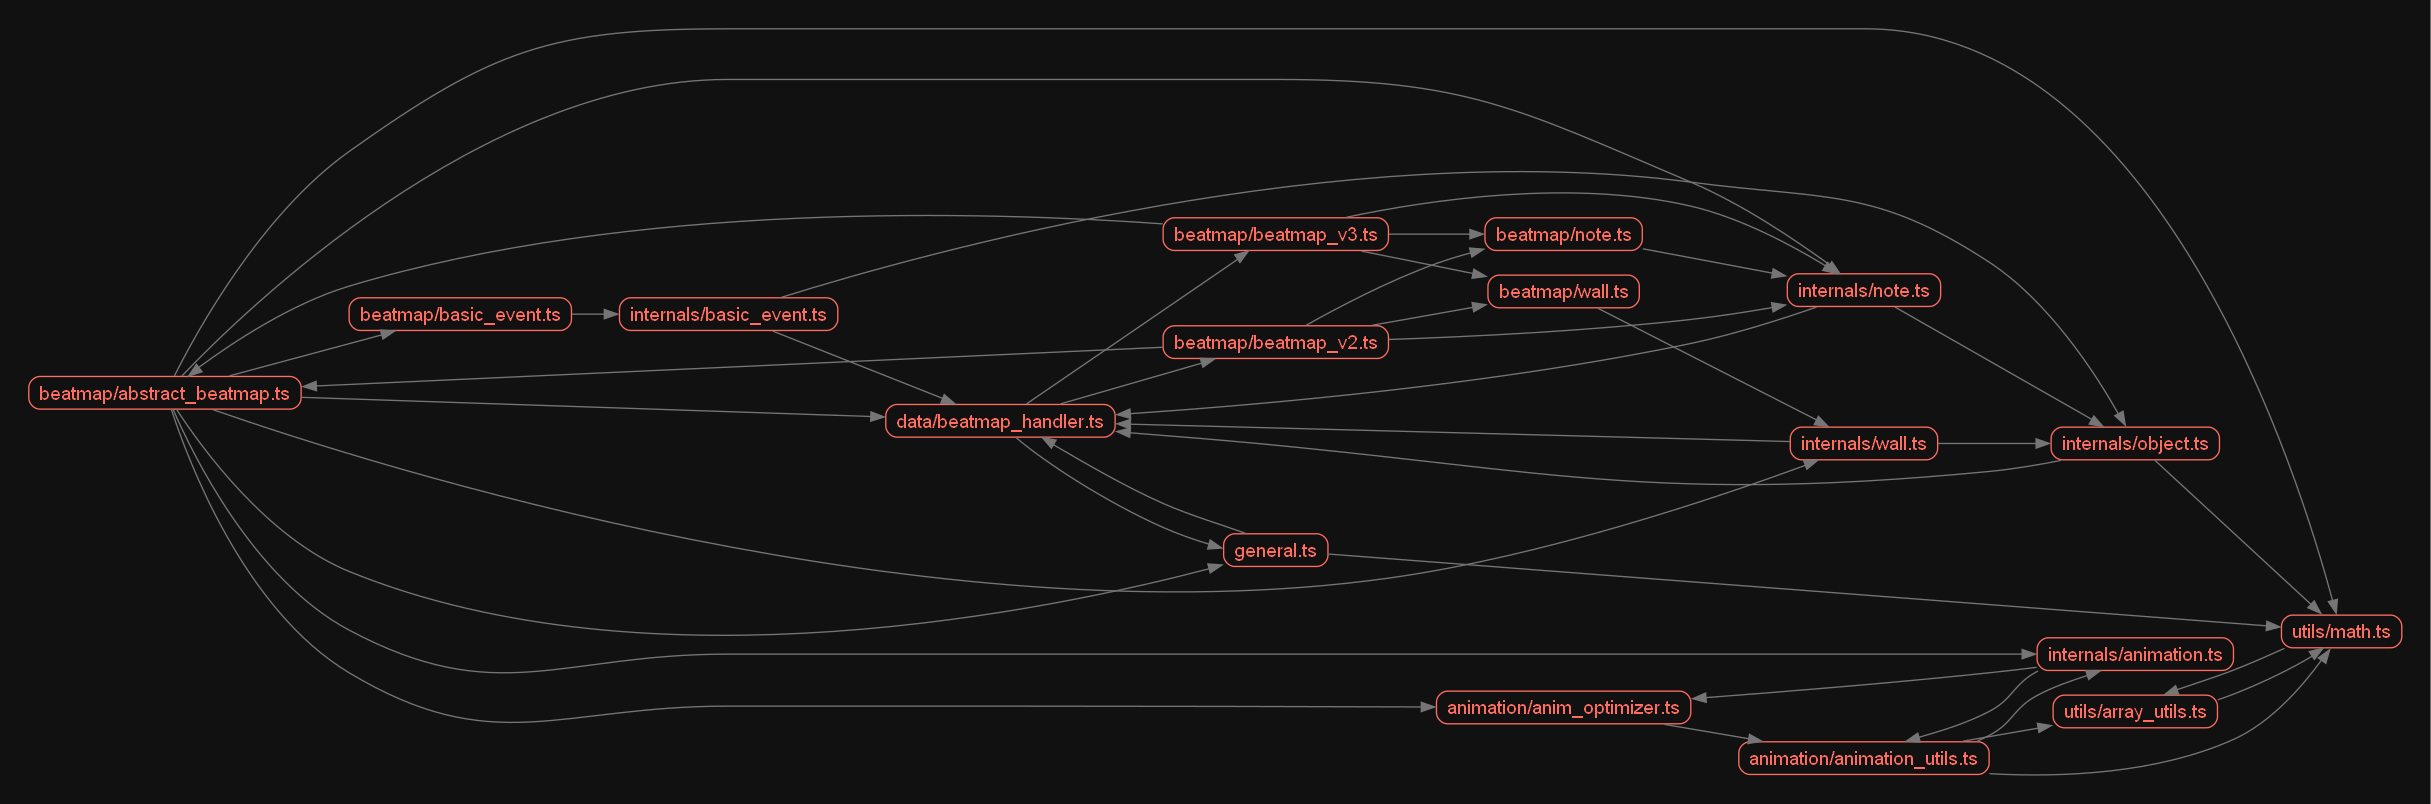 beatmap/beatmap_v3.ts
beatmap/note.ts
beatmap/wall.ts
internals/note.ts
beatmap/basic_event.ts
internals/basic_event.ts
beatmap/beatmap_v2.ts
beatmap/abstract_beatmap.ts
data/beatmap_handler.ts
internals/wall.ts
internals/object.ts
general.ts
utils/math.ts
internals/animation.ts
animation/anim_optimizer.ts
utils/array_utils.ts
animation/animation_utils.ts